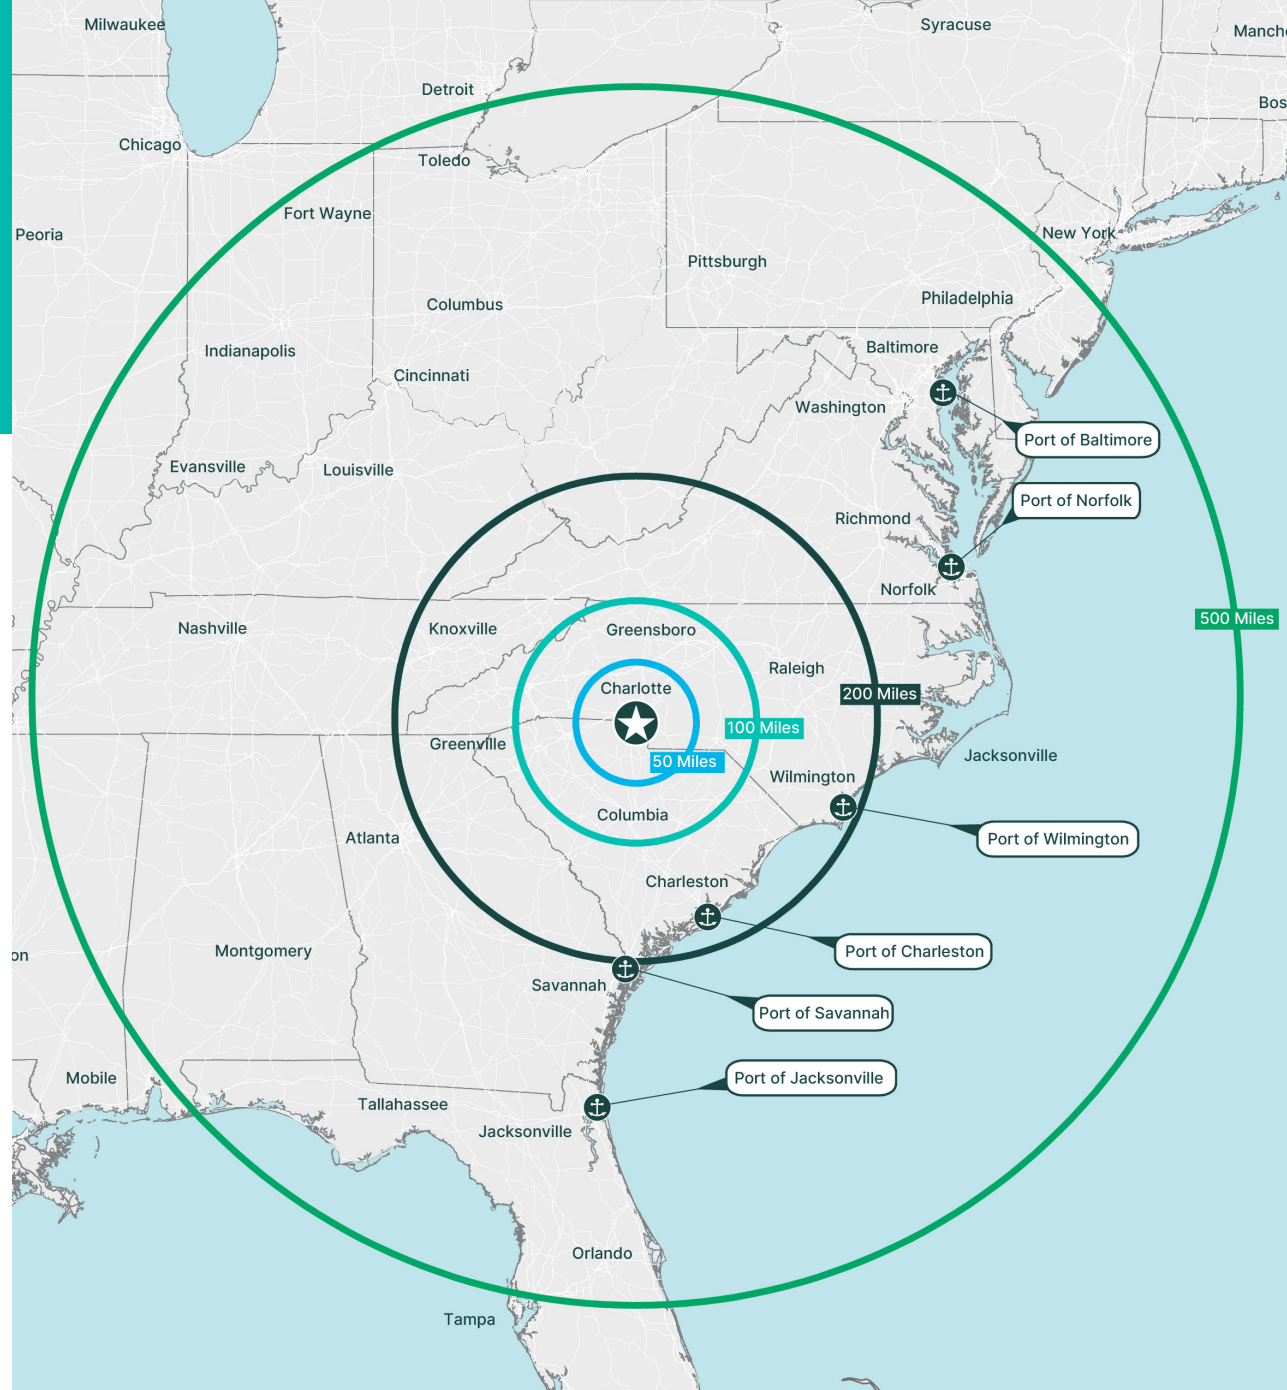 Milwaukee
Syracuse
Manch
Detroit
Bos
Chicago
Toledo
Fort Wayne
Peoria
New York
Pittsburgh
Philadelphia
Columbus
Baltimore
Indianapolis
Cincinnati
Washington
Port of Baltimore
Evansville
Louisville
Port of Norfolk
Richmond
Norfolk
500 Miles
Nashville
Knoxville
Greensboro
Raleigh
Charlotte
200 Miles
100 Miles
Greenville
50 Miles
Jacksonville
Wilmington
Columbia
Atlanta
Port of Wilmington
Charleston
Montgomery
Port of Charleston
on
Savannah
Port of Savannah
Mobile
Port of Jacksonville
Tallahassee
Jacksonville
Orlando
Tampa